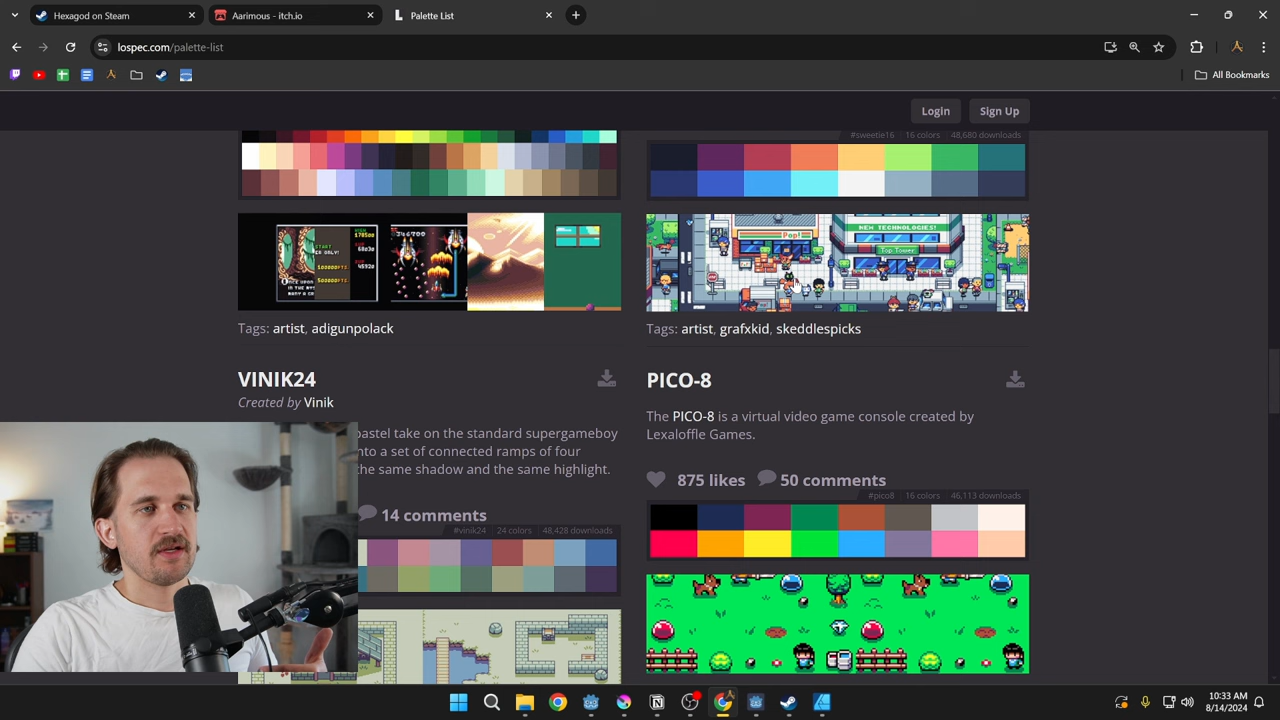 Hexagod on Steam
Aarimous - itch.io
Palette List
lospec.com/palette-list
All Bookmarks
Login
Sign Up
#sweetie16 16 colors 48,680 downloads
START
NEW TECHNOLOGIES!
Pop!
Top Tower
Tags: artist, adigunpolack
Tags: artist, grafxkid, skeddlespicks
VINIK24
Created by Vinik
pastel take on the standard supergameboy
nto a set of connected ramps of four
the same shadow and the same highlight.
14 comments
#vinik24 24 colors 48,428 downloads
PICO-8
The PICO-8 is a virtual video game console created by
Lexaloffle Games.
875 likes 50 comments
#pico8 16 colors 46,113 downloads
10:33 AM
8/14/2024